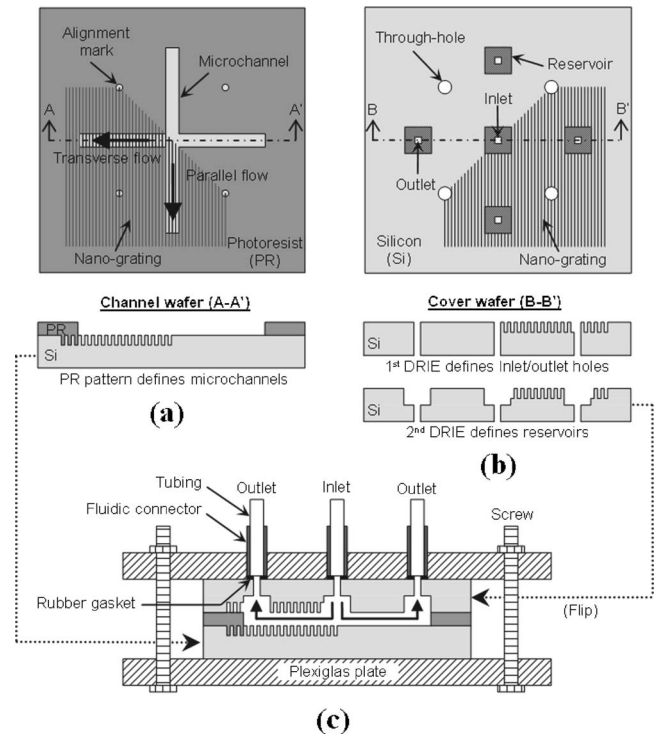 Alignment
mark
Microchannel
A
A'
Transverse flow
Parallel flow
Nano-grating
Photoresist
(PR)
Channel wafer (A-A')
PR
Si
PR pattern defines microchannels
(a)
Through-hole
Reservoir
Inlet
B
B'
Outlet
Silicon
(Si)
Nano-grating
Cover wafer (B-B')
Si
1st DRIE defines Inlet/outlet holes
Si
2nd DRIE defines reservoirs
(b)
Tubing
Outlet
Inlet
Outlet
Fluidic connector
Screw
Rubber gasket
(Flip)
Plexiglas plate
(c)